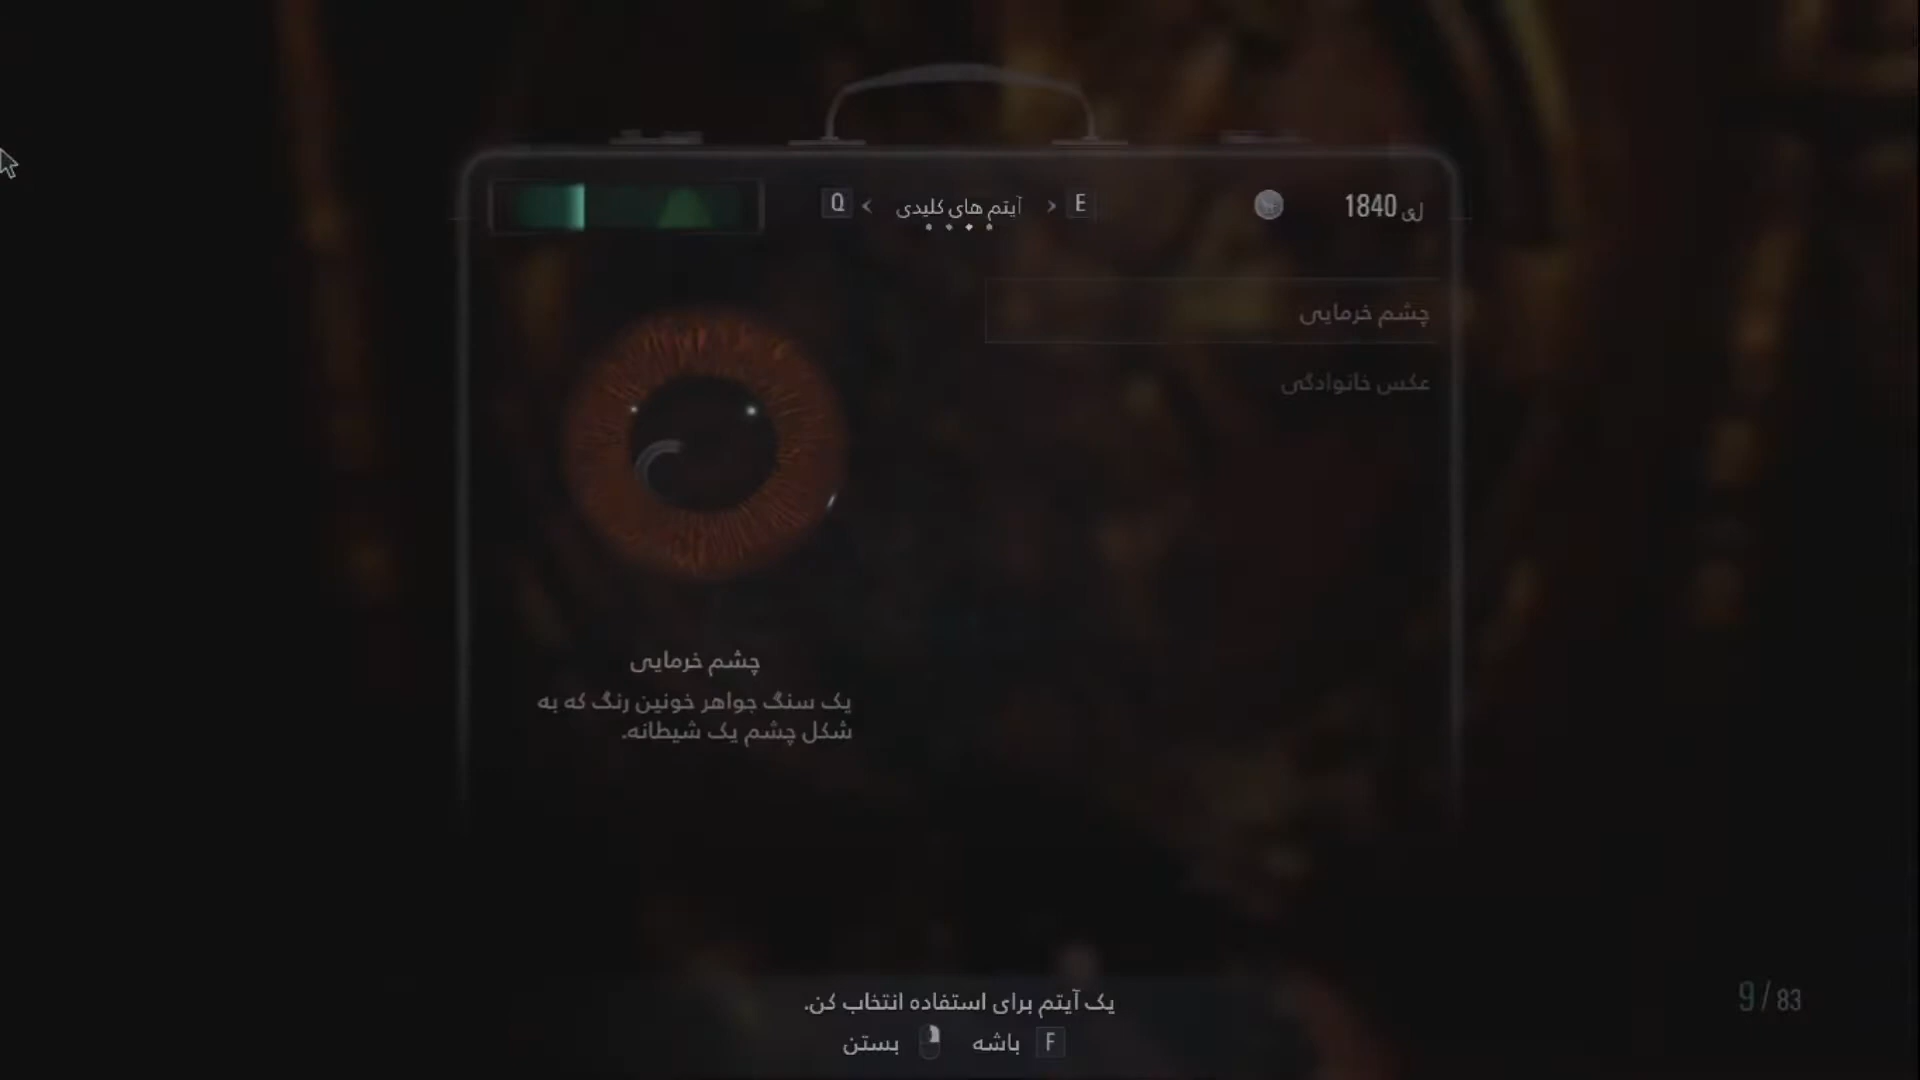 Q < آیتم های کلیدی > E
1840 لی
چشم خرمایی
عکس خانوادگی
چشم خرمایی
یک سنگ جواهر خونین رنگ که به
شکل چشم یک شیطانه.
9 / 83
یک آیتم برای استفاده انتخاب کن.
F باشه بستن